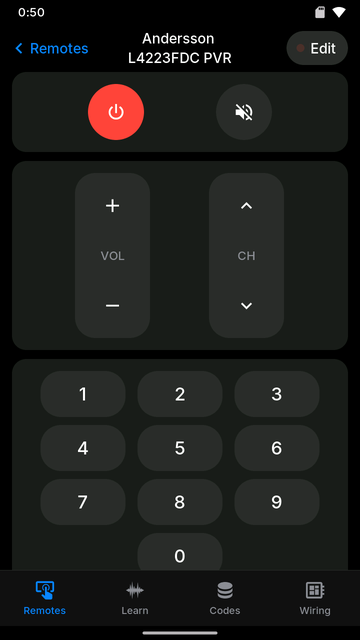 0:50
Remotes
Andersson
L4223FDC PVR
Edit
+
VOL
CH
−
1 2 3
4 5 6
7 8 9
0
Remotes Learn Codes Wiring